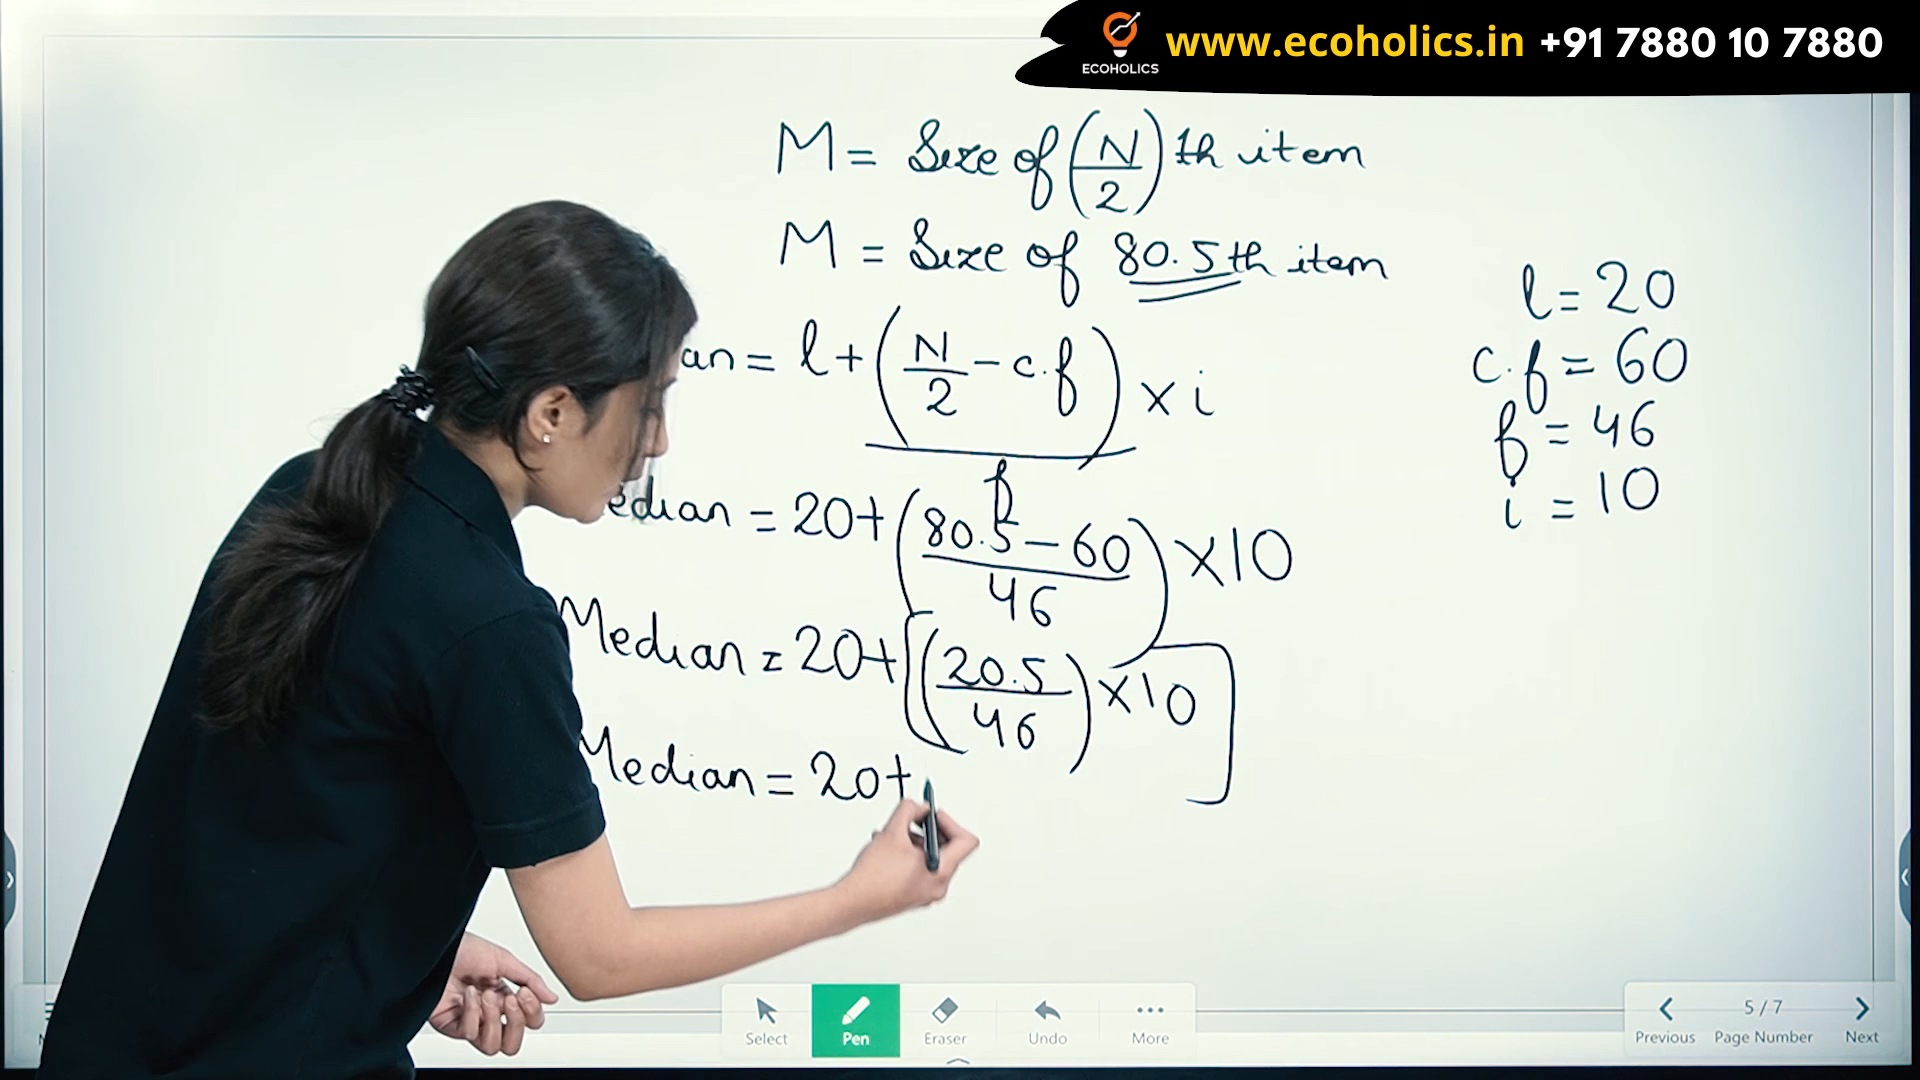 www.ecoholics.in +91 7880 10 7880
ECOHOLICS
M = Size of (N/2) th item
M = Size of 80.5th item
an = l + (N/2 - c.f) × i
f
l = 20
c.f = 60
f = 46
i = 10
edian = 20 + (80.5 - 60 / 46) × 10
Median = 20 + [(20.5 / 46) × 10]
Median = 20 +
Select Pen Eraser Undo More
Previous 5 / 7 Page Number Next